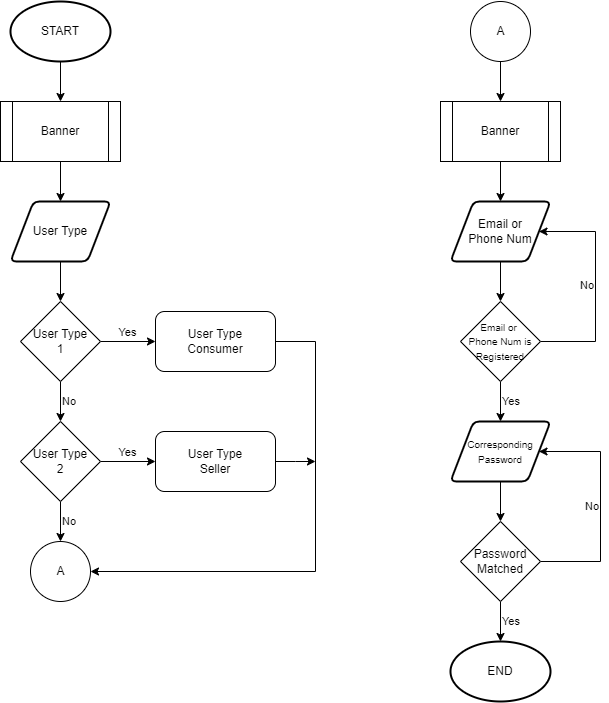 START
Banner
User Type
User Type
1
Yes
User Type
Consumer
No
User Type
2
Yes
User Type
Seller
No
A
A
Banner
Email or
Phone Num
No
Email or
Phone Num is
Registered
Yes
Corresponding
Password
No
Password
Matched
Yes
END